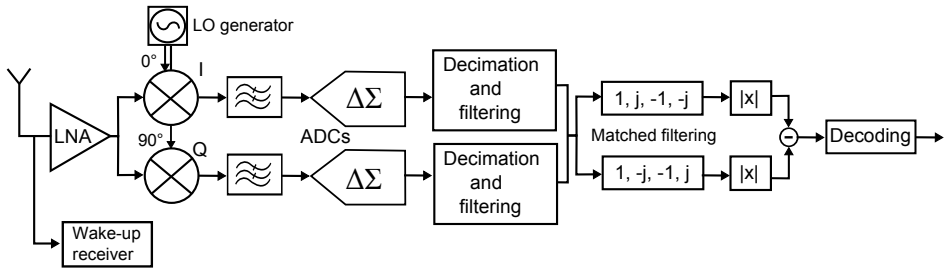 LO generator
0°
I
LNA
90°
Q
ΔΣ
ADCs
ΔΣ
Decimation
and
filtering
Decimation
and
filtering
1, j, -1, -j
|x|
Matched filtering
1, -j, -1, j
|x|
Decoding
Wake-up
receiver